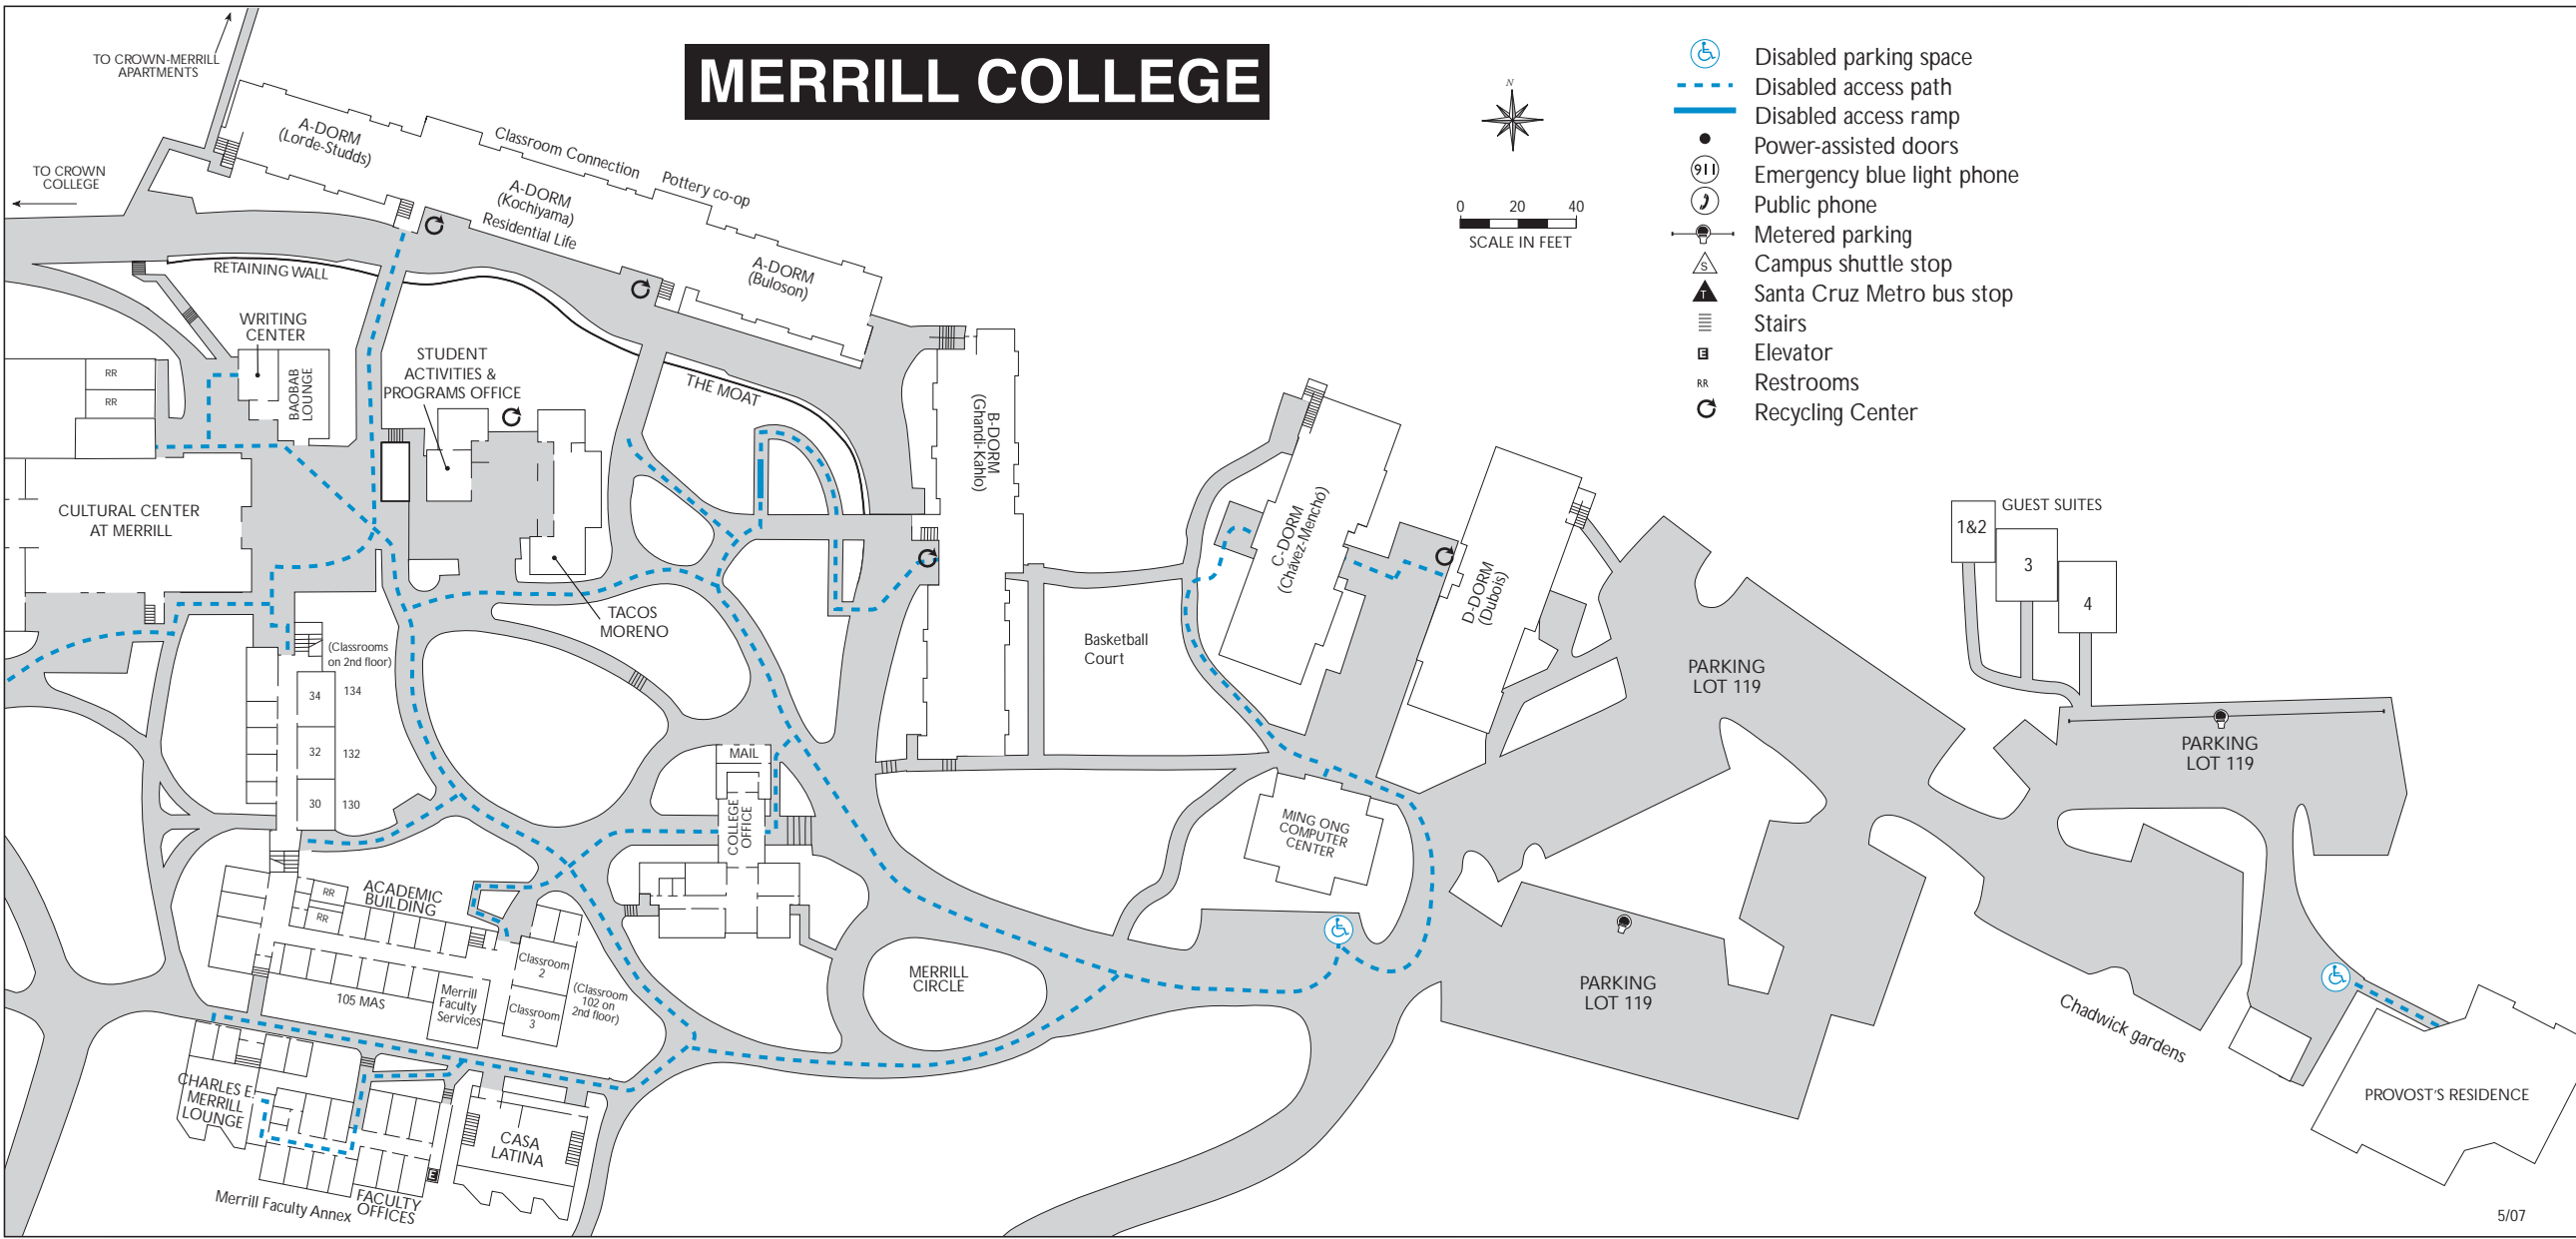 MERRILL COLLEGE
TO CROWN-MERRILL
APARTMENTS
TO CROWN
COLLEGE
A-DORM
(Lorde-Studds)
Classroom Connection
A-DORM
(Kochiyama)
Residential Life
Pottery co-op
A-DORM
(Buloson)
RETAINING WALL
WRITING
CENTER
BAOBAB
LOUNGE
RR
RR
STUDENT
ACTIVITIES &
PROGRAMS OFFICE
THE MOAT
B-DORM
(Ghandi-Kahlo)
CULTURAL CENTER
AT MERRILL
TACOS
MORENO
Basketball
Court
C-DORM
(Chávez-Menchó)
D-DORM
(Dubois)
N
0 20 40
SCALE IN FEET
Disabled parking space
Disabled access path
Disabled access ramp
Power-assisted doors
911 Emergency blue light phone
Public phone
Metered parking
S Campus shuttle stop
T Santa Cruz Metro bus stop
Stairs
E Elevator
RR Restrooms
Recycling Center
GUEST SUITES
1&2
3
4
PARKING
LOT 119
PARKING
LOT 119
PARKING
LOT 119
(Classrooms
on 2nd floor)
34 134
32 132
30 130
MAIL
COLLEGE
OFFICE
MING ONG
COMPUTER
CENTER
MERRILL
CIRCLE
ACADEMIC
BUILDING
RR
RR
105 MAS
Merrill
Faculty
Services
Classroom
2
Classroom
3
(Classroom
102 on
2nd floor)
CHARLES E.
MERRILL
LOUNGE
CASA
LATINA
E
FACULTY
OFFICES
Merrill Faculty Annex
Chadwick gardens
PROVOST'S RESIDENCE
5/07